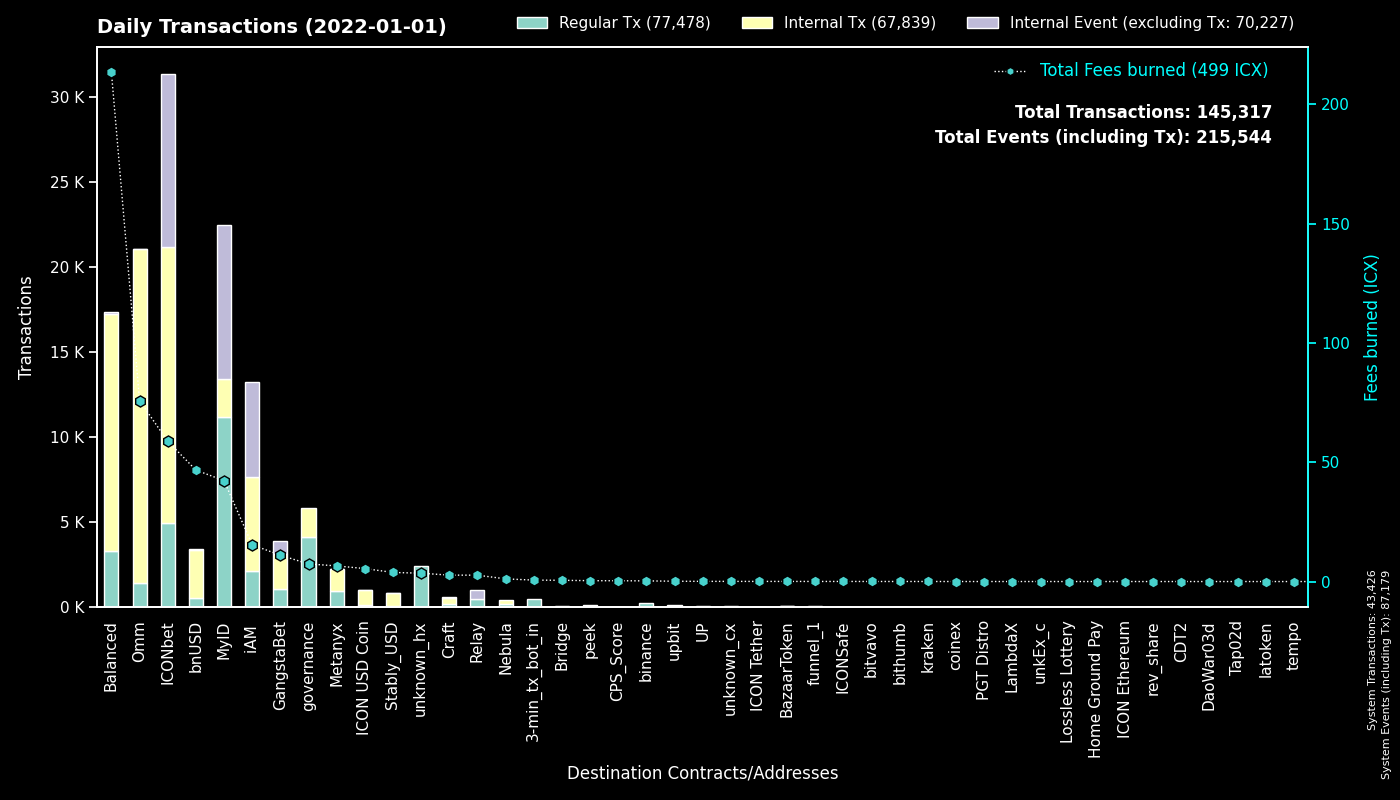 Daily Transactions (2022-01-01)
Regular Tx (77,478)
Internal Tx (67,839)
Internal Event (excluding Tx: 70,227)
Total Fees burned (499 ICX)
Total Transactions: 145,317
Total Events (including Tx): 215,544
Transactions
30 K
25 K
20 K
15 K
10 K
5 K
0 K
Fees burned (ICX)
200
150
100
50
0
Balanced
Omm
ICONbet
bnUSD
MyID
iAM
GangstaBet
governance
Metanyx
ICON USD Coin
Stably_USD
unknown_hx
Craft
Relay
Nebula
3-min_tx_bot_in
Bridge
peek
CPS_Score
binance
upbit
UP
unknown_cx
ICON Tether
BazaarToken
funnel_1
ICONSafe
bitvavo
bithumb
kraken
coinex
PGT Distro
LambdaX
unkEx_c
Lossless Lottery
Home Ground Pay
ICON Ethereum
rev_share
CDT2
DaoWar03d
Tap02d
latoken
tempo
Destination Contracts/Addresses
System Transactions: 43,426
System Events (including Tx): 87,179